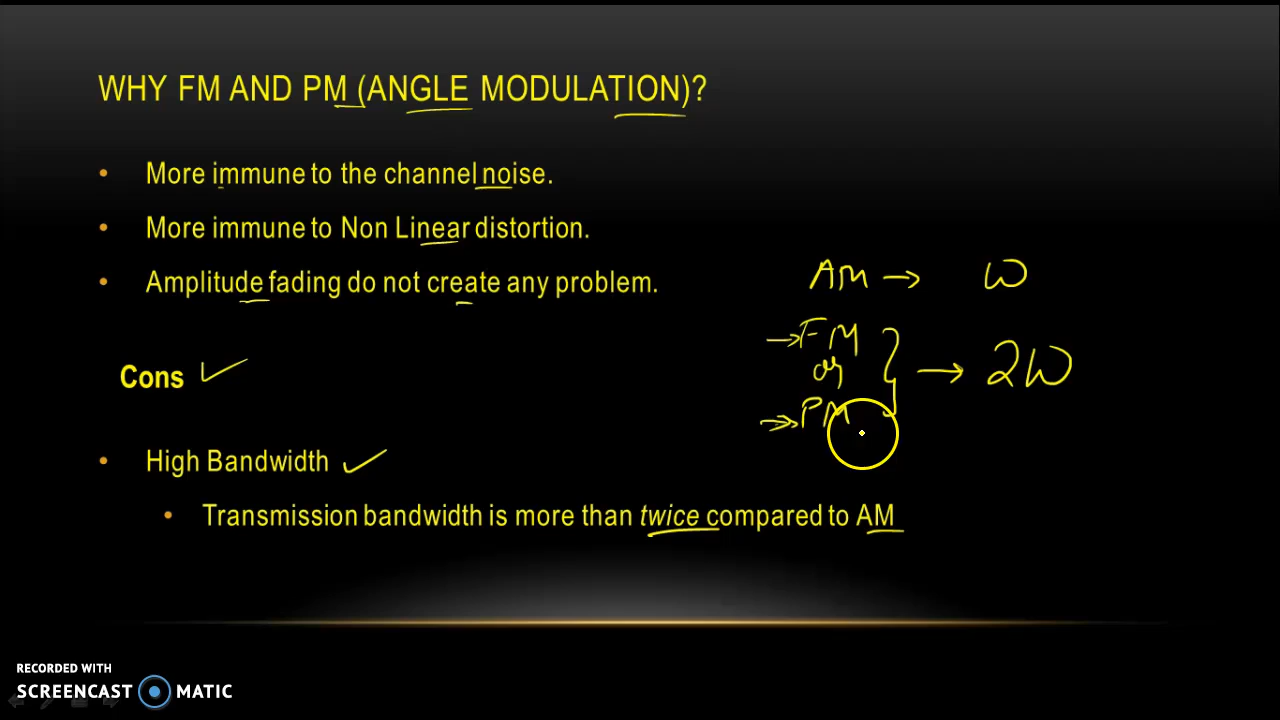 WHY FM AND PM (ANGLE MODULATION)?
• More immune to the channel noise.
• More immune to Non Linear distortion.
• Amplitude fading do not create any problem.
AM → W
→ FM
or
→ PM
} → 2W
Cons ✓
• High Bandwidth ✓
• Transmission bandwidth is more than twice compared to AM
RECORDED WITH
SCREENCAST MATIC